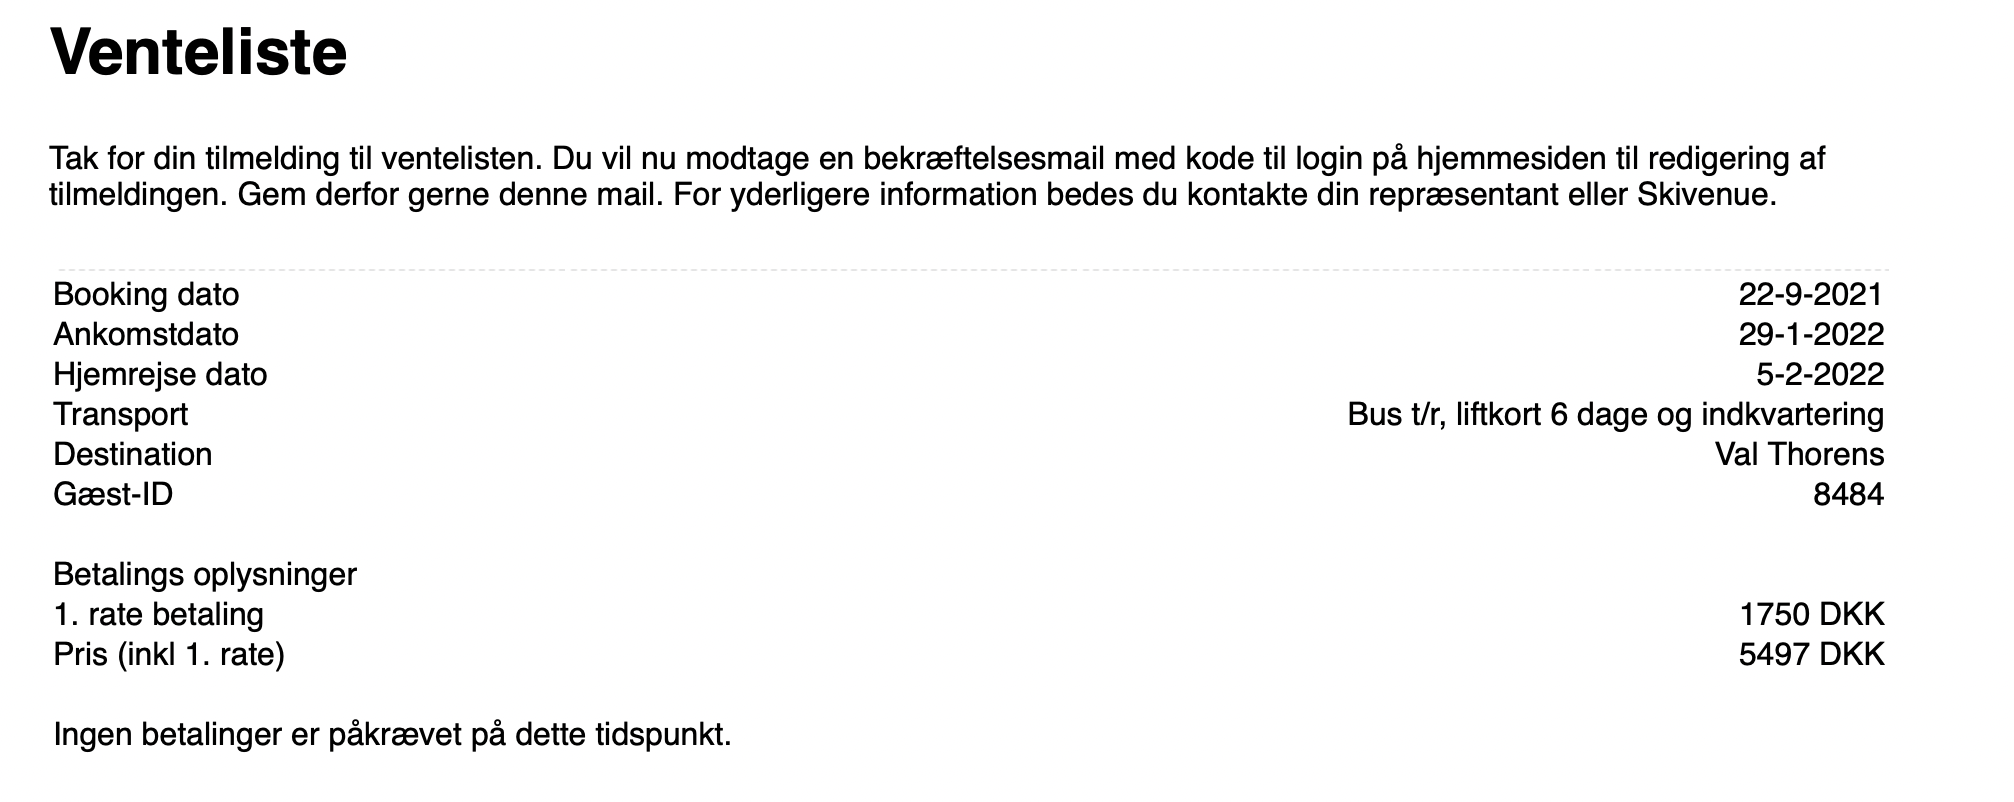 Venteliste
Tak for din tilmelding til ventelisten. Du vil nu modtage en bekræftelsesmail med kode til login på hjemmesiden til redigering af
tilmeldingen. Gem derfor gerne denne mail. For yderligere information bedes du kontakte din repræsentant eller Skivenue.
Booking dato 22-9-2021
Ankomstdato 29-1-2022
Hjemrejse dato 5-2-2022
Transport Bus t/r, liftkort 6 dage og indkvartering
Destination Val Thorens
Gæst-ID 8484
Betalings oplysninger
1. rate betaling 1750 DKK
Pris (inkl 1. rate) 5497 DKK
Ingen betalinger er påkrævet på dette tidspunkt.